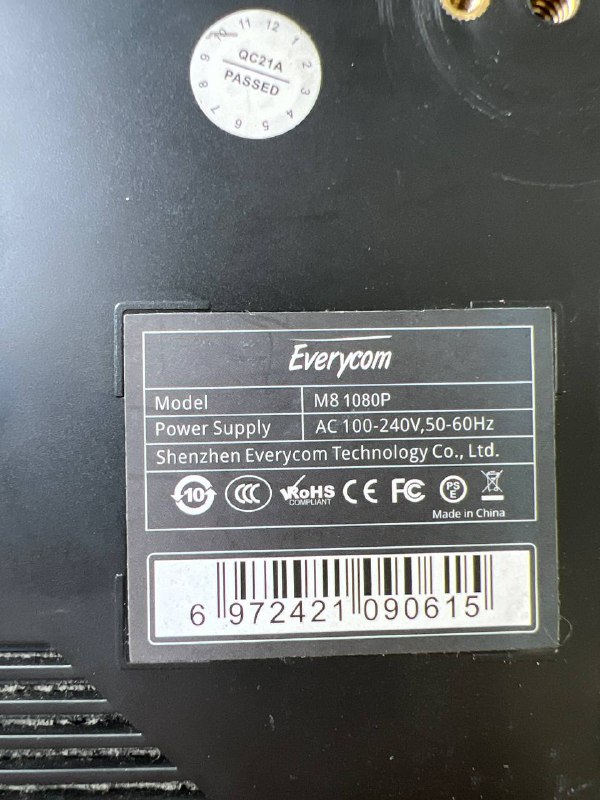 9 10 11 12 1 2 3 4 5 6 7 8
QC21A
PASSED
Everycom
Model M8 1080P
Power Supply AC 100-240V,50-60Hz
Shenzhen Everycom Technology Co., Ltd.
10 CCC RoHS COMPLIANT CE FC PS E
Made in China
6 972421 090615